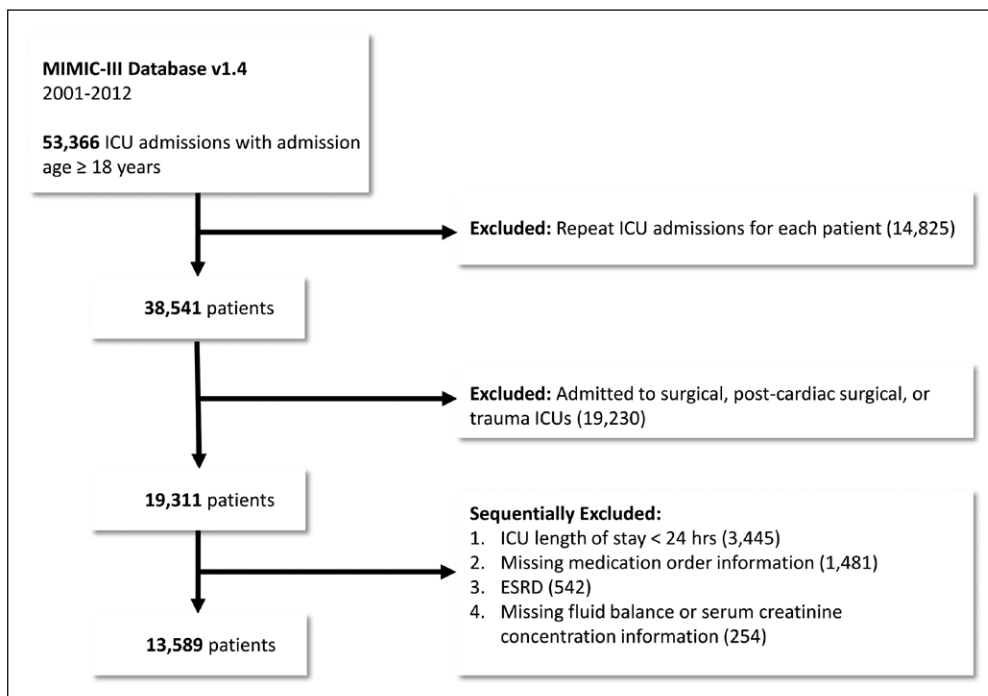 MIMIC-III Database v1.4
2001-2012
53,366 ICU admissions with admission
age ≥ 18 years
Excluded: Repeat ICU admissions for each patient (14,825)
38,541 patients
Excluded: Admitted to surgical, post-cardiac surgical, or
trauma ICUs (19,230)
19,311 patients
Sequentially Excluded:
1. ICU length of stay < 24 hrs (3,445)
2. Missing medication order information (1,481)
3. ESRD (542)
4. Missing fluid balance or serum creatinine
concentration information (254)
13,589 patients